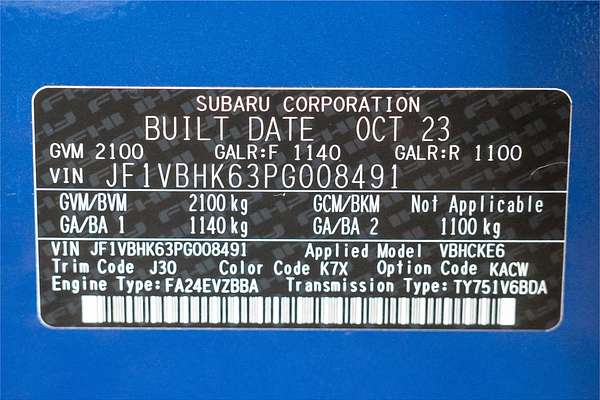 SUBARU CORPORATION
BUILT DATE OCT 23
GVM 2100 GALR:F 1140 GALR:R 1100
VIN JF1VBHK63PG008491
GVM/BVM 2100 kg GCM/BKM Not Applicable
GA/BA 1 1140 kg GA/BA 2 1100 kg
VIN JF1VBHK63PG008491 Applied Model VBHCKE6
Trim Code J30 Color Code K7X Option Code KACW
Engine Type: FA24EVZBBA Transmission Type: TY751V6BDA